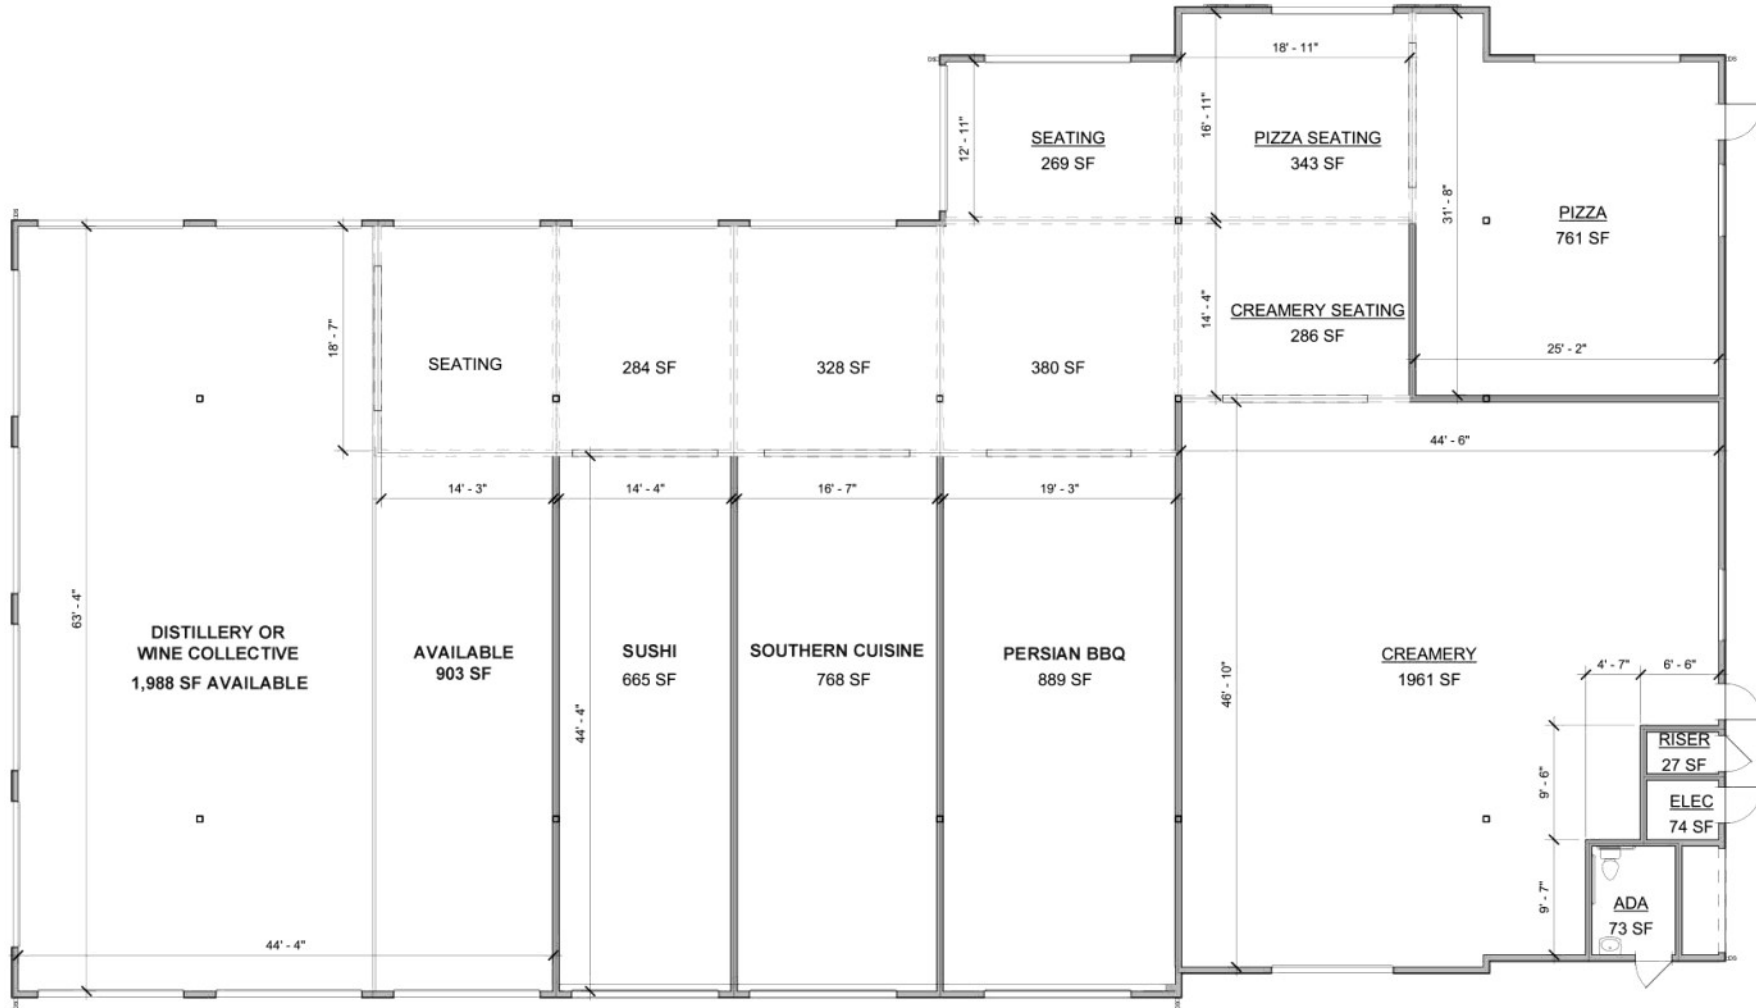 18' - 11"
16' - 11"
12' - 11"
SEATING
269 SF
PIZZA SEATING
343 SF
31' - 8"
PIZZA
761 SF
18' - 7"
SEATING
284 SF
328 SF
380 SF
14' - 4"
CREAMERY SEATING
286 SF
25' - 2"
44' - 6"
14' - 3"
14' - 4"
16' - 7"
19' - 3"
63' - 4"
DISTILLERY OR
WINE COLLECTIVE
1,988 SF AVAILABLE
AVAILABLE
903 SF
SUSHI
665 SF
SOUTHERN CUISINE
768 SF
PERSIAN BBQ
889 SF
44' - 4"
46' - 10"
CREAMERY
1961 SF
4' - 7"
6' - 6"
RISER
27 SF
9' - 6"
ELEC
74 SF
9' - 7"
ADA
73 SF
44' - 4"